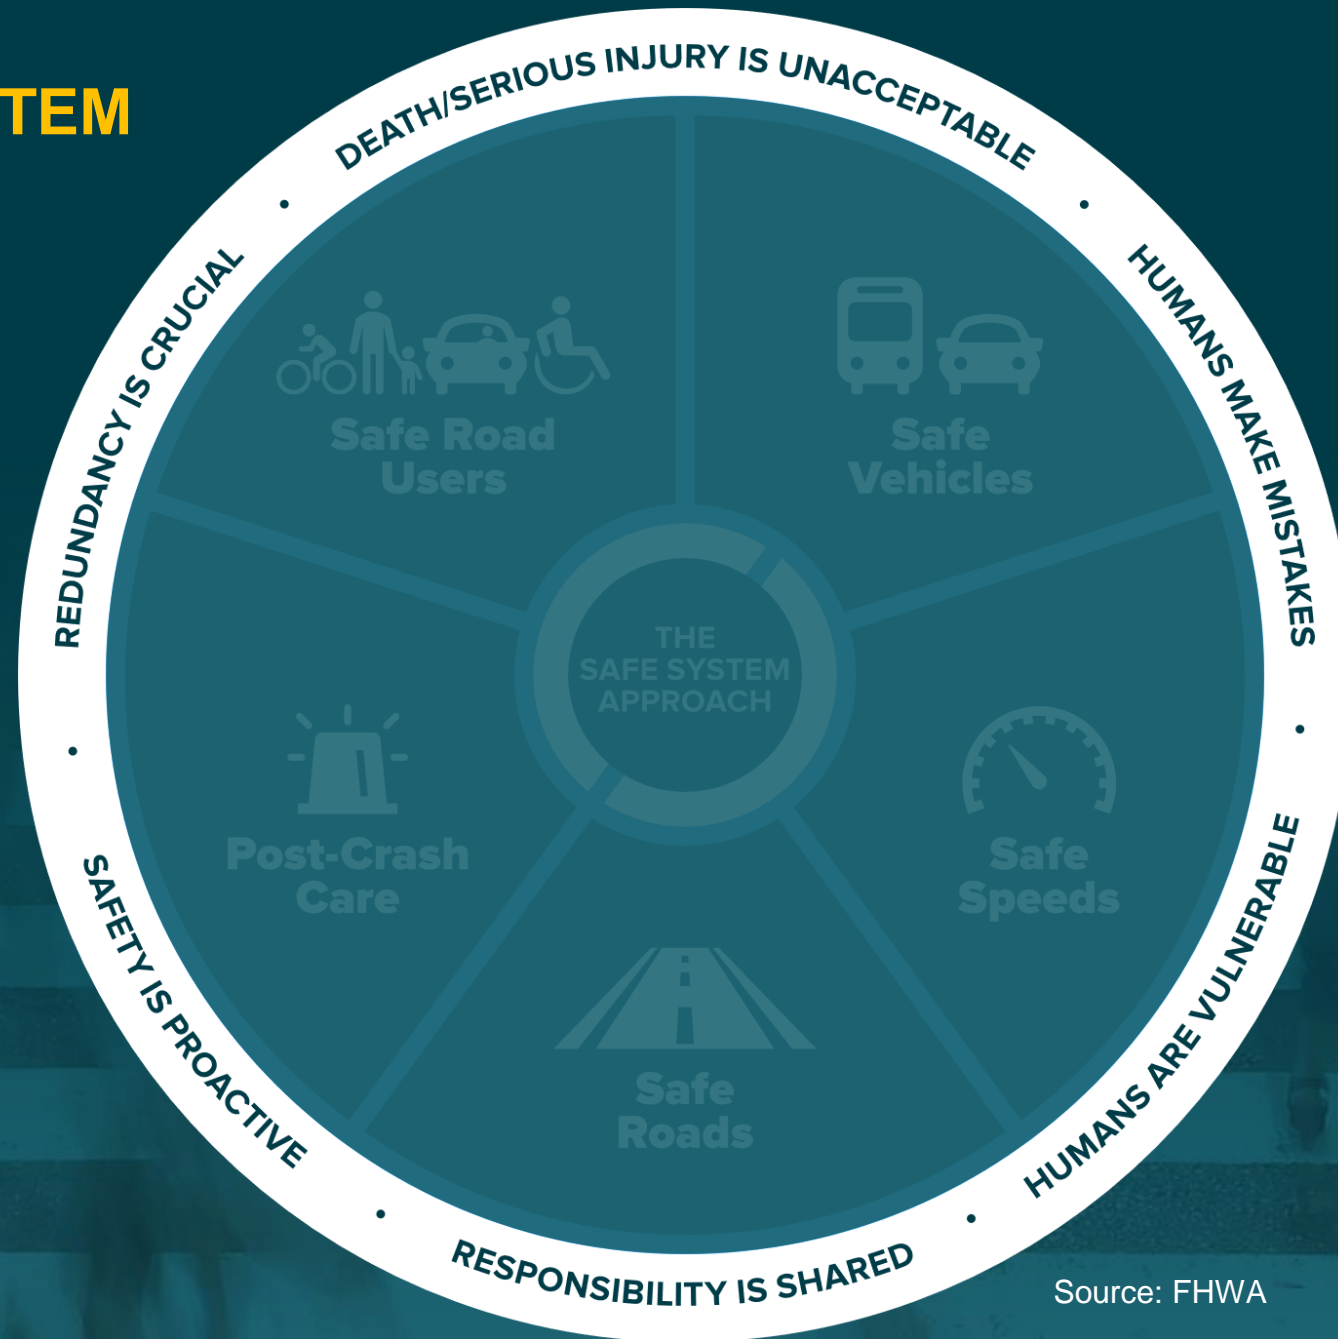 TEM
DEATH/SERIOUS INJURY IS UNACCEPTABLE
HUMANS MAKE MISTAKES
HUMANS ARE VULNERABLE
RESPONSIBILITY IS SHARED
SAFETY IS PROACTIVE
REDUNDANCY IS CRUCIAL
Safe Road
Users
Safe
Vehicles
THE
SAFE SYSTEM
APPROACH
Post-Crash
Care
Safe
Speeds
Safe
Roads
Source: FHWA